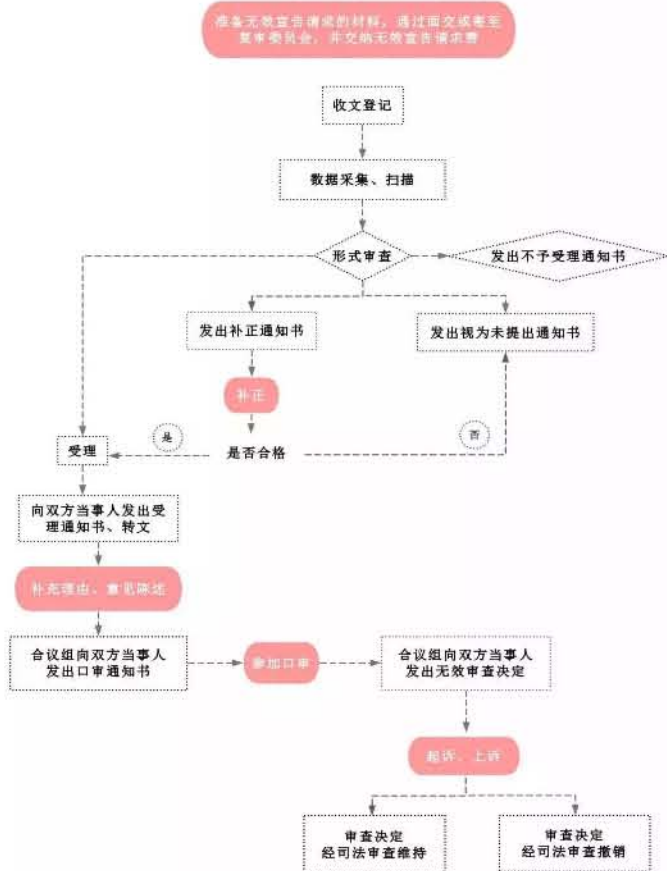 准备无效宣告请求的材料，通过面交或寄至
复审委员会，并交纳无效宣告请求费
收文登记
数据采集、扫描
形式审查
发出不予受理通知书
发出补正通知书
发出视为未提出通知书
补正
是
否
受理
是否合格
向双方当事人发出受
理通知书、转文
补充理由、意见陈述
合议组向双方当事人
发出口审通知书
参加口审
合议组向双方当事人
发出无效审查决定
起诉、上诉
审查决定
经司法审查维持
审查决定
经司法审查撤销